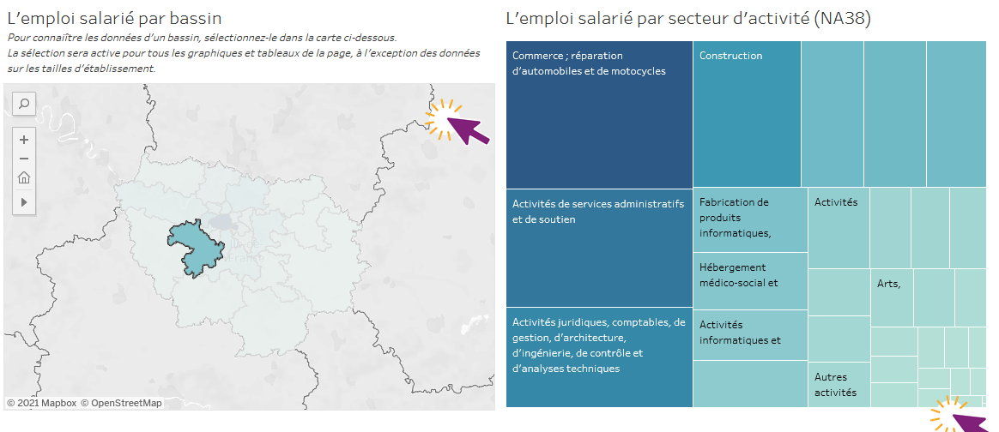 L'emploi salarié par bassin
Pour connaître les données d'un bassin, sélectionnez-le dans la carte ci-dessous.
La sélection sera active pour tous les graphiques et tableaux de la page, à l'exception des données
sur les tailles d'établissement.
© 2021 Mapbox © OpenStreetMap
L'emploi salarié par secteur d'activité (NA38)
Commerce ; réparation
d'automobiles et de motocycles
Construction
Activités de services administratifs
et de soutien
Fabrication de
produits
informatiques,
Activités
Hébergement
médico-social et
Arts,
Activités juridiques, comptables, de
gestion, d'architecture,
d'ingénierie, de contrôle et
d'analyses techniques
Activités
informatiques et
Autres
activités